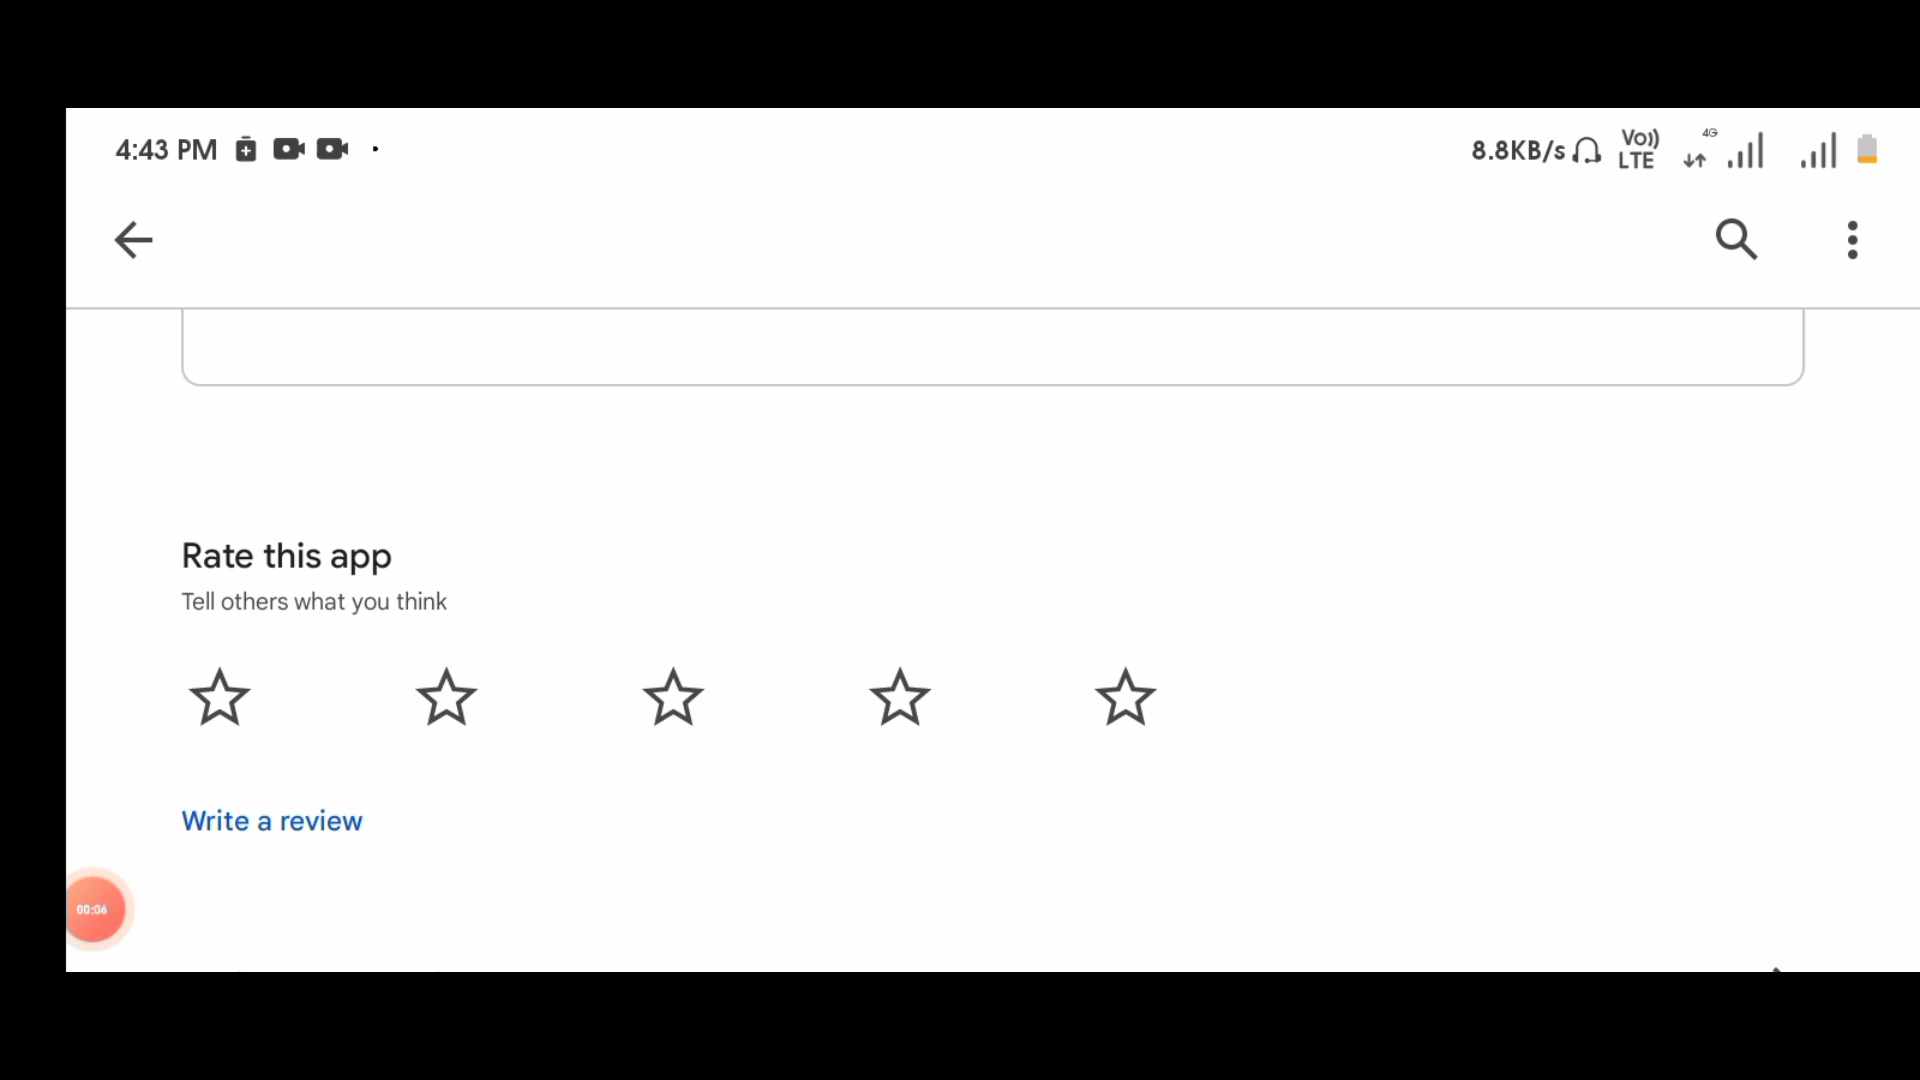 4:43 PM 8.8KB/s Vo)) LTE 4G
Rate this app
Tell others what you think
Write a review
00:06